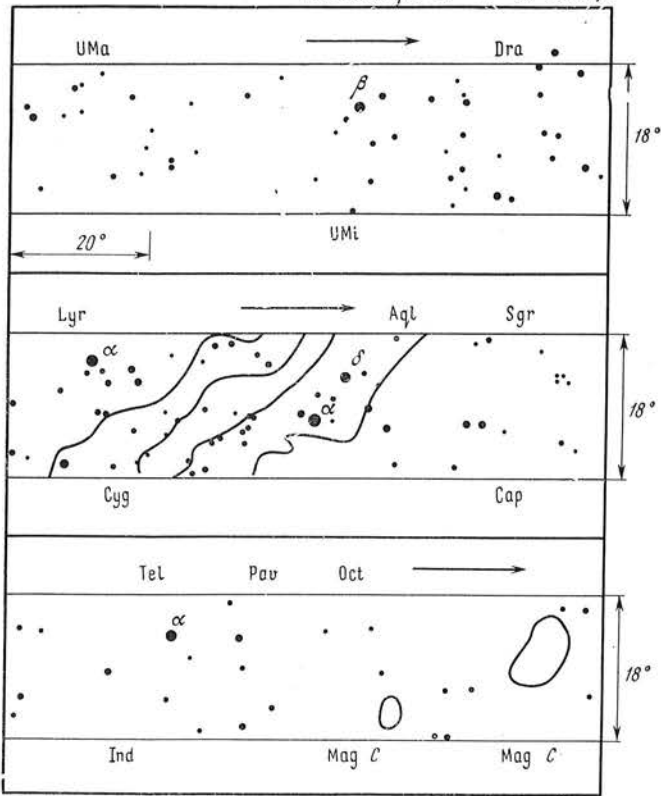 UMa Dra
β
18°
20° UMi
Lyr Aql Sgr
α
δ
α
18°
Cyg Cap
Tel Pav Oct
α
18°
Ind Mag C Mag C